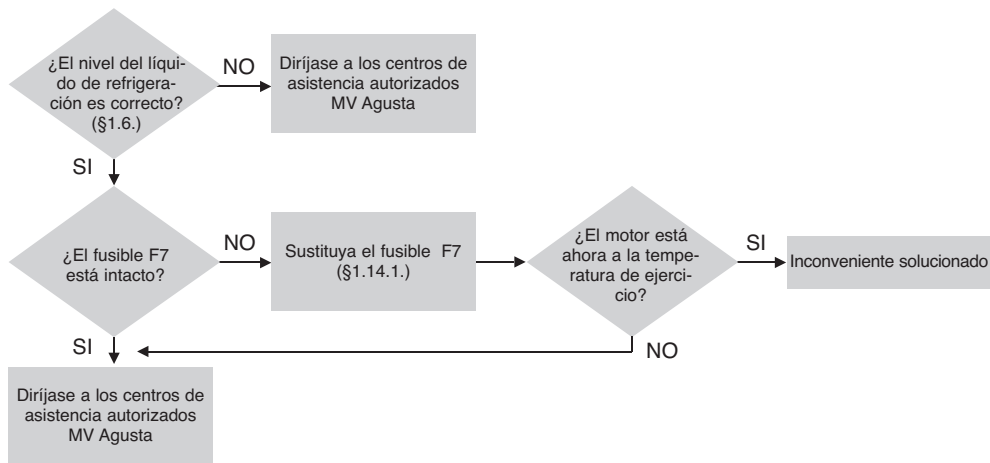 ¿El nivel del líqui-
do de refrigera-
ción es correcto?
(§1.6.)
NO
Diríjase a los centros de
asistencia autorizados
MV Agusta
SI
¿El fusible F7
está intacto?
NO
Sustituya el fusible F7
(§1.14.1.)
¿El motor está
ahora a la tempe-
ratura de ejerci-
cio?
SI
Inconveniente solucionado
SI
NO
Diríjase a los centros de
asistencia autorizados
MV Agusta